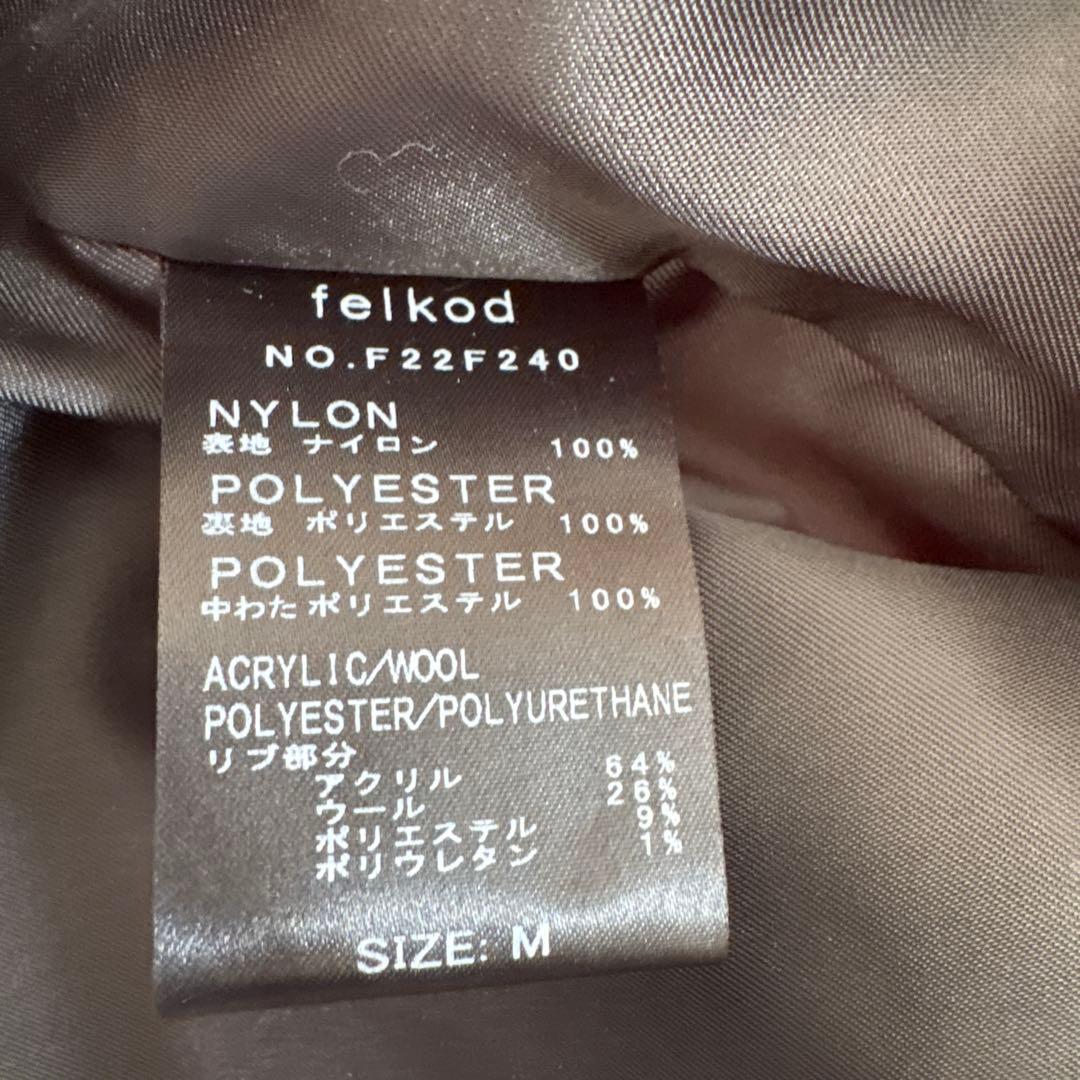 felkod
NO.F22F240
NYLON
表地 ナイロン 100%
POLYESTER
裏地 ポリエステル 100%
POLYESTER
中わた ポリエステル 100%
ACRYLIC/WOOL
POLYESTER/POLYURETHANE
リブ部分
アクリル 64%
ウール 26%
ポリエステル 9%
ポリウレタン 1%
SIZE: M